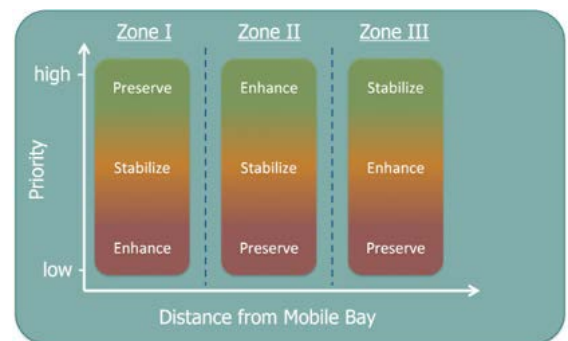 Zone I Zone II Zone III
high
Preserve Enhance Stabilize
Priority
Stabilize Stabilize Enhance
Enhance Preserve Preserve
low
Distance from Mobile Bay